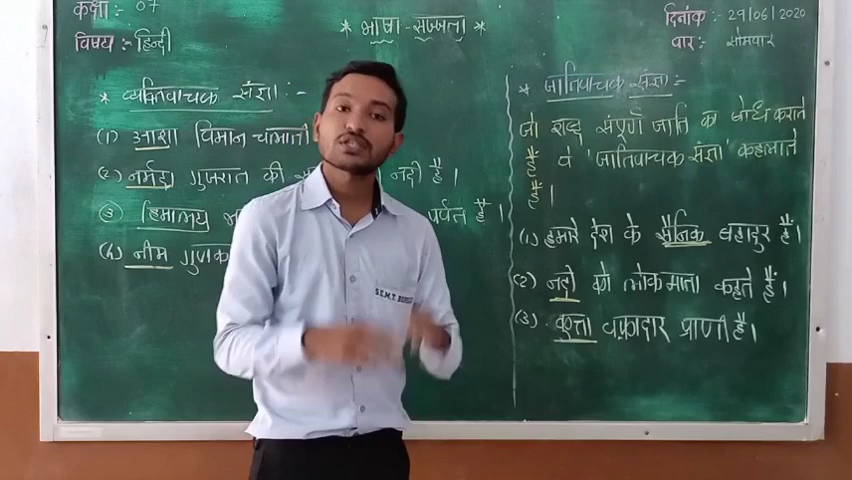 कक्षा :- 07
विषय :- हिन्दी
* भाषा - सज्जता *
दिनांक :- 29/06/2020
वार :- सोमवार
* व्यक्तिवाचक संज्ञा :-
(1) आशा विमान चलाती
(2) नर्मदा गुजरात की नदी है ।
③ हिमालय पर्वत है ।
(4) नीम
* जातिवाचक संज्ञा :-
जो शब्द संपूर्ण जाति का बोध कराते
है वे 'जातिवाचक संज्ञा' कहलाते
हैं ।
(1) हमारे देश के सैनिक बहादुर हैं ।
(2) नदी को लोकमाता कहते हैं ।
(3) कुत्ता वफ़ादार प्राणी है ।
S.E.M.T.